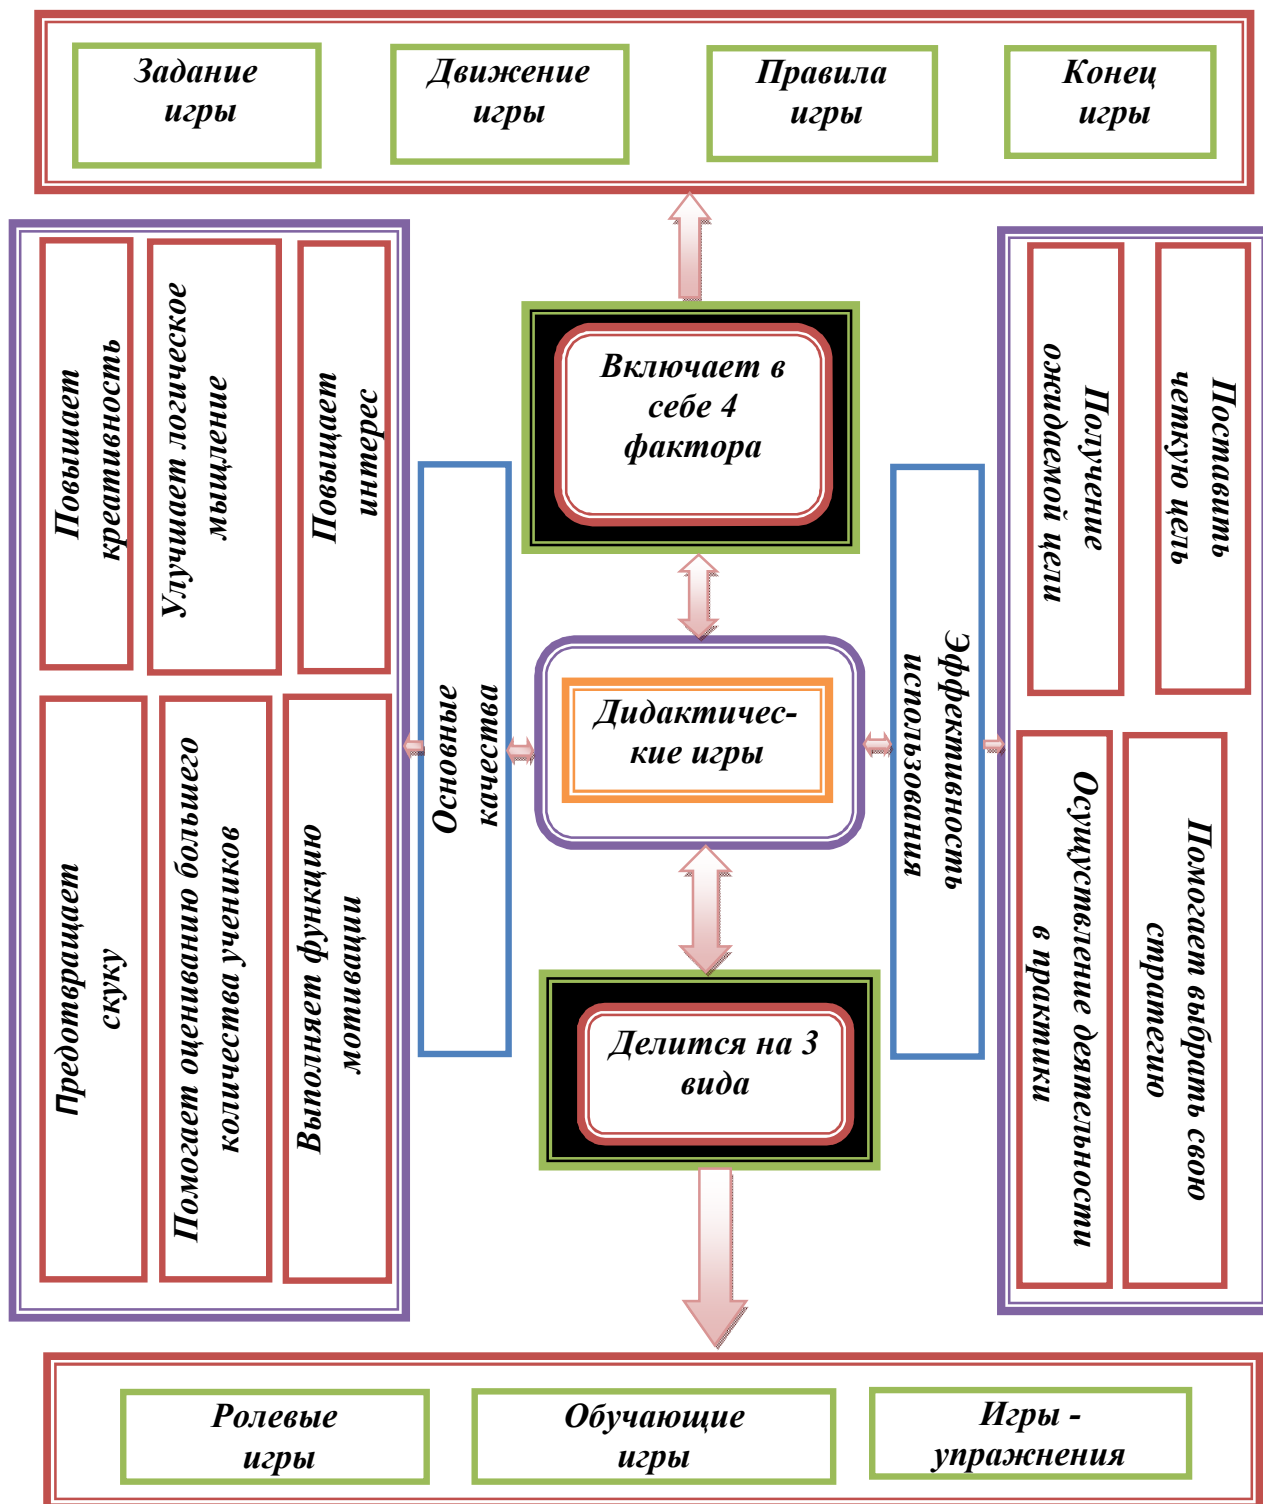 Задание
игры
Движение
игры
Правила
игры
Конец
игры
Повышает
креативность
Улучшает логическое
мыщление
Повыщает
интерес
Предотвращает
скуку
Помогает оцениванию большего
количества учеников
Выполняет функцию
мотивации
Основные
качества
Включает в
себе 4
фактора
Дидактичес-
кие игры
Делится на 3
вида
Эффективность
использования
Получение
ожидаемой цели
Поставить
четкую цель
Осущуствление деятельности
в практики
Помогает выбрать свою
стратегию
Ролевые
игры
Обучающие
игры
Игры -
упражнения